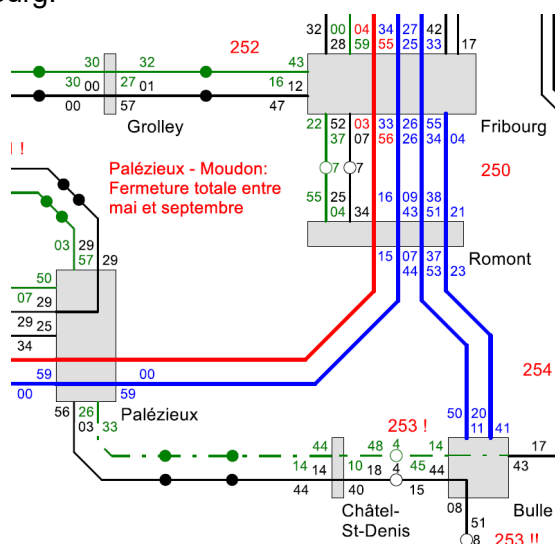 ourg.
32 00 04 34 27 42
28 59 55 25 33 17
252
30 32 43
30 00 27 01 16 12
00 57 47
Grolley
Fribourg
22 52 03 33 26 55
37 07 56 26 34 04
!
Palézieux - Moudon:
Fermeture totale entre
mai et septembre
7 7
250
55 25 16 09 38
04 34 43 51 21
03 29
57 29
15 07 37
44 53 23
Romont
50
07 29
29 25
34
59 00
00 59
254
56 26
03 33
Palézieux
50 20
11 41
253 !
44 48 4 14
14 14 10 18 4 45 44
44 40 15
17
43
08
Châtel-
St-Denis
Bulle
51
8 253 !!